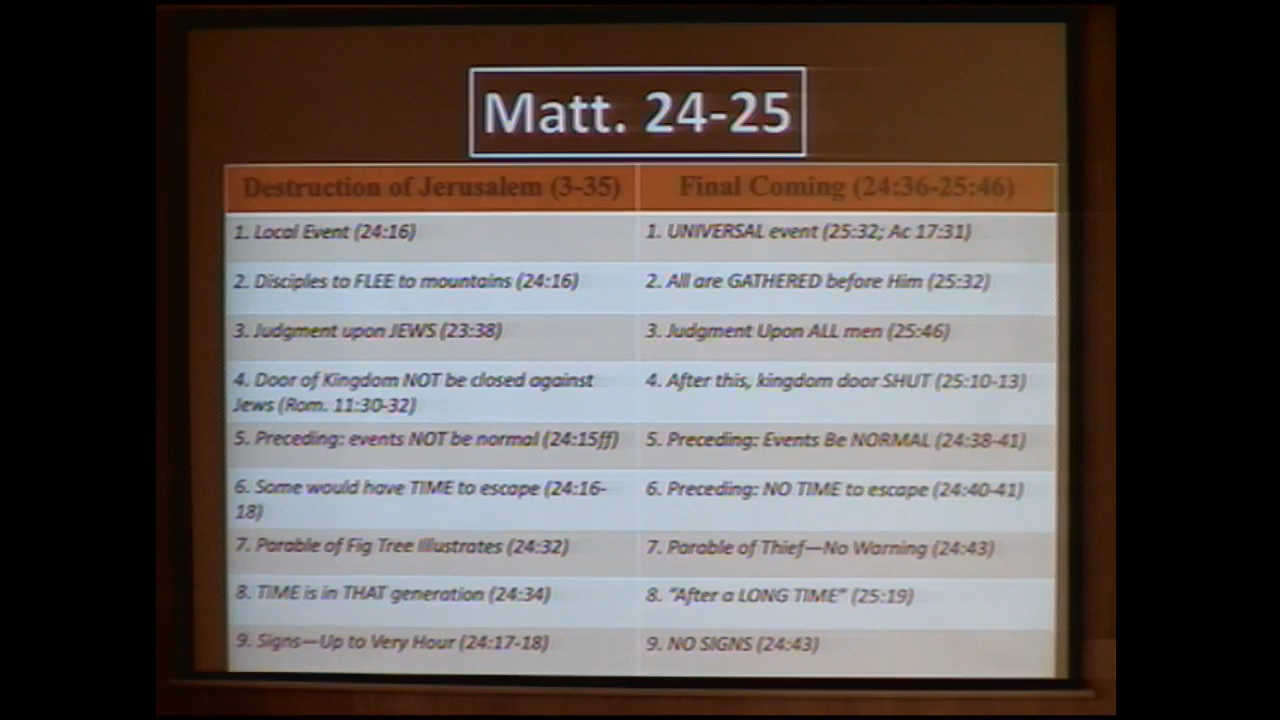 Matt. 24-25
Destruction of Jerusalem (3-35)
Final Coming (24:36-25:46)
1. Local Event (24:16)
1. UNIVERSAL event (25:32; Ac 17:31)
2. Disciples to FLEE to mountains (24:16)
2. All are GATHERED before Him (25:32)
3. Judgment upon JEWS (23:38)
3. Judgment Upon ALL men (25:46)
4. Door of Kingdom NOT be closed against
Jews (Rom. 11:30-32)
4. After this, kingdom door SHUT (25:10-13)
5. Preceding: events NOT be normal (24:15ff)
5. Preceding: Events Be NORMAL (24:38-41)
6. Some would have TIME to escape (24:16-
18)
6. Preceding: NO TIME to escape (24:40-41)
7. Parable of Fig Tree Illustrates (24:32)
7. Parable of Thief—No Warning (24:43)
8. TIME is in THAT generation (24:34)
8. “After a LONG TIME” (25:19)
9. Signs—Up to Very Hour (24:17-18)
9. NO SIGNS (24:43)